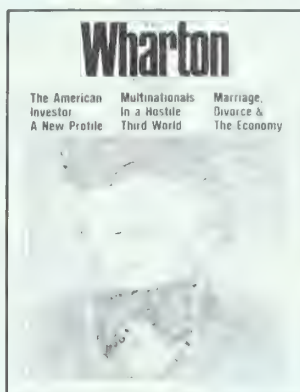 Wharton
The American
Investor
A New Profile
Multinationals
In a Hostile
Third World
Marriage,
Divorce &
The Economy